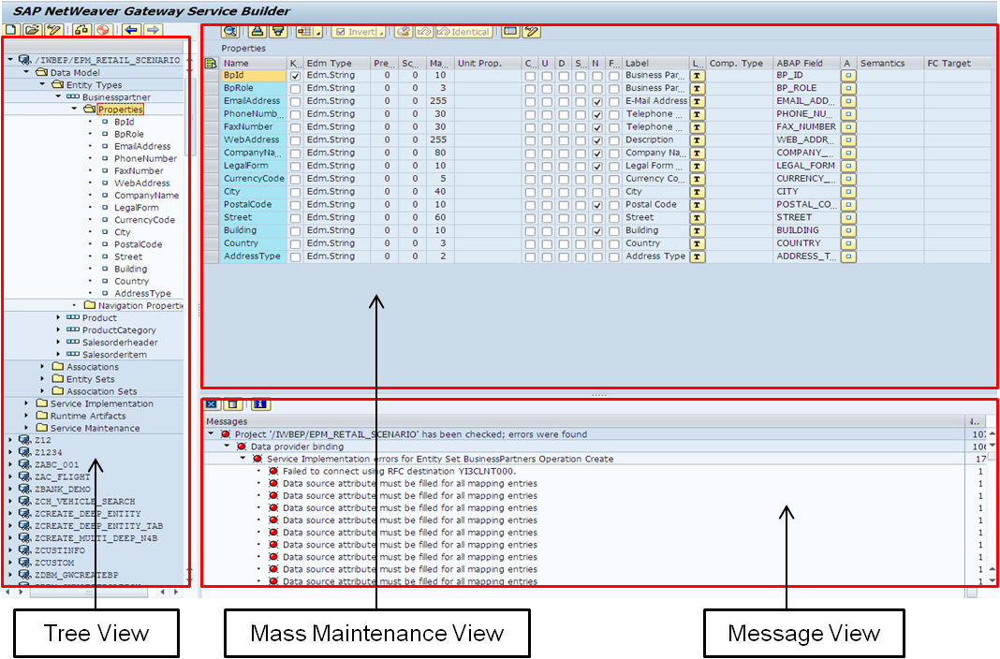 SAP NetWeaver Gateway Service Builder
Invert
Identical
/IWBEP/EPM_RETAIL_SCENARIO
Data Model
Entity Types
Businesspartner
Properties
BpId
BpRole
EmailAddress
PhoneNumber
FaxNumber
WebAddress
CompanyName
LegalForm
CurrencyCode
City
PostalCode
Street
Building
Country
AddressType
Navigation Propertie
Product
ProductCategory
Salesorderheader
Salesorderitem
Associations
Entity Sets
Association Sets
Service Implementation
Runtime Artifacts
Service Maintenance
Z12
Z1234
ZABC_001
ZAC_FLIGHT
ZBANK_DEMO
ZCH_VEHICLE_SEARCH
ZCREATE_DEEP_ENTITY
ZCREATE_DEEP_ENTITY_TAB
ZCREATE_MULTI_DEEP_N4B
ZCUSTINFO
ZCUSTOM
ZDBM_GWCREATEBP
Properties
Name K.. Edm Type Pre.. Sc... Ma.. Unit Prop. C.. U D S.. N F.. Label L.. Comp. Type ABAP Field A Semantics FC Target
BpId Edm.String 0 0 10 Business Par... T BP_ID
BpRole Edm.String 0 0 3 Business Par... T BP_ROLE
EmailAddress Edm.String 0 0 255 E-Mail Address T EMAIL_ADD...
PhoneNumb... Edm.String 0 0 30 Telephone ... T PHONE_NU...
FaxNumber Edm.String 0 0 30 Telephone ... T FAX_NUMBER
WebAddress Edm.String 0 0 255 Description T WEB_ADDR...
CompanyNa... Edm.String 0 0 80 Company Na... T COMPANY_...
LegalForm Edm.String 0 0 10 Legal Form ... T LEGAL_FORM
CurrencyCode Edm.String 0 0 5 Currency Co... T CURRENCY_...
City Edm.String 0 0 40 City T CITY
PostalCode Edm.String 0 0 10 Postal Code T POSTAL_CO...
Street Edm.String 0 0 60 Street T STREET
Building Edm.String 0 0 10 Building T BUILDING
Country Edm.String 0 0 3 Country T COUNTRY
AddressType Edm.String 0 0 2 Address Type T ADDRESS_T...
Messages
Project '/IWBEP/EPM_RETAIL_SCENARIO' has been checked; errors were found 107
Data provider binding 106
Service Implementation errors for Entity Set BusinessPartners Operation Create 17
Failed to connect using RFC destination YI3CLNT000. 1
Data source attribute must be filled for all mapping entries 1
Data source attribute must be filled for all mapping entries 1
Data source attribute must be filled for all mapping entries 1
Data source attribute must be filled for all mapping entries 1
Data source attribute must be filled for all mapping entries 1
Data source attribute must be filled for all mapping entries 1
Data source attribute must be filled for all mapping entries 1
Data source attribute must be filled for all mapping entries 1
Data source attribute must be filled for all mapping entries 1
Tree View
Mass Maintenance View
Message View